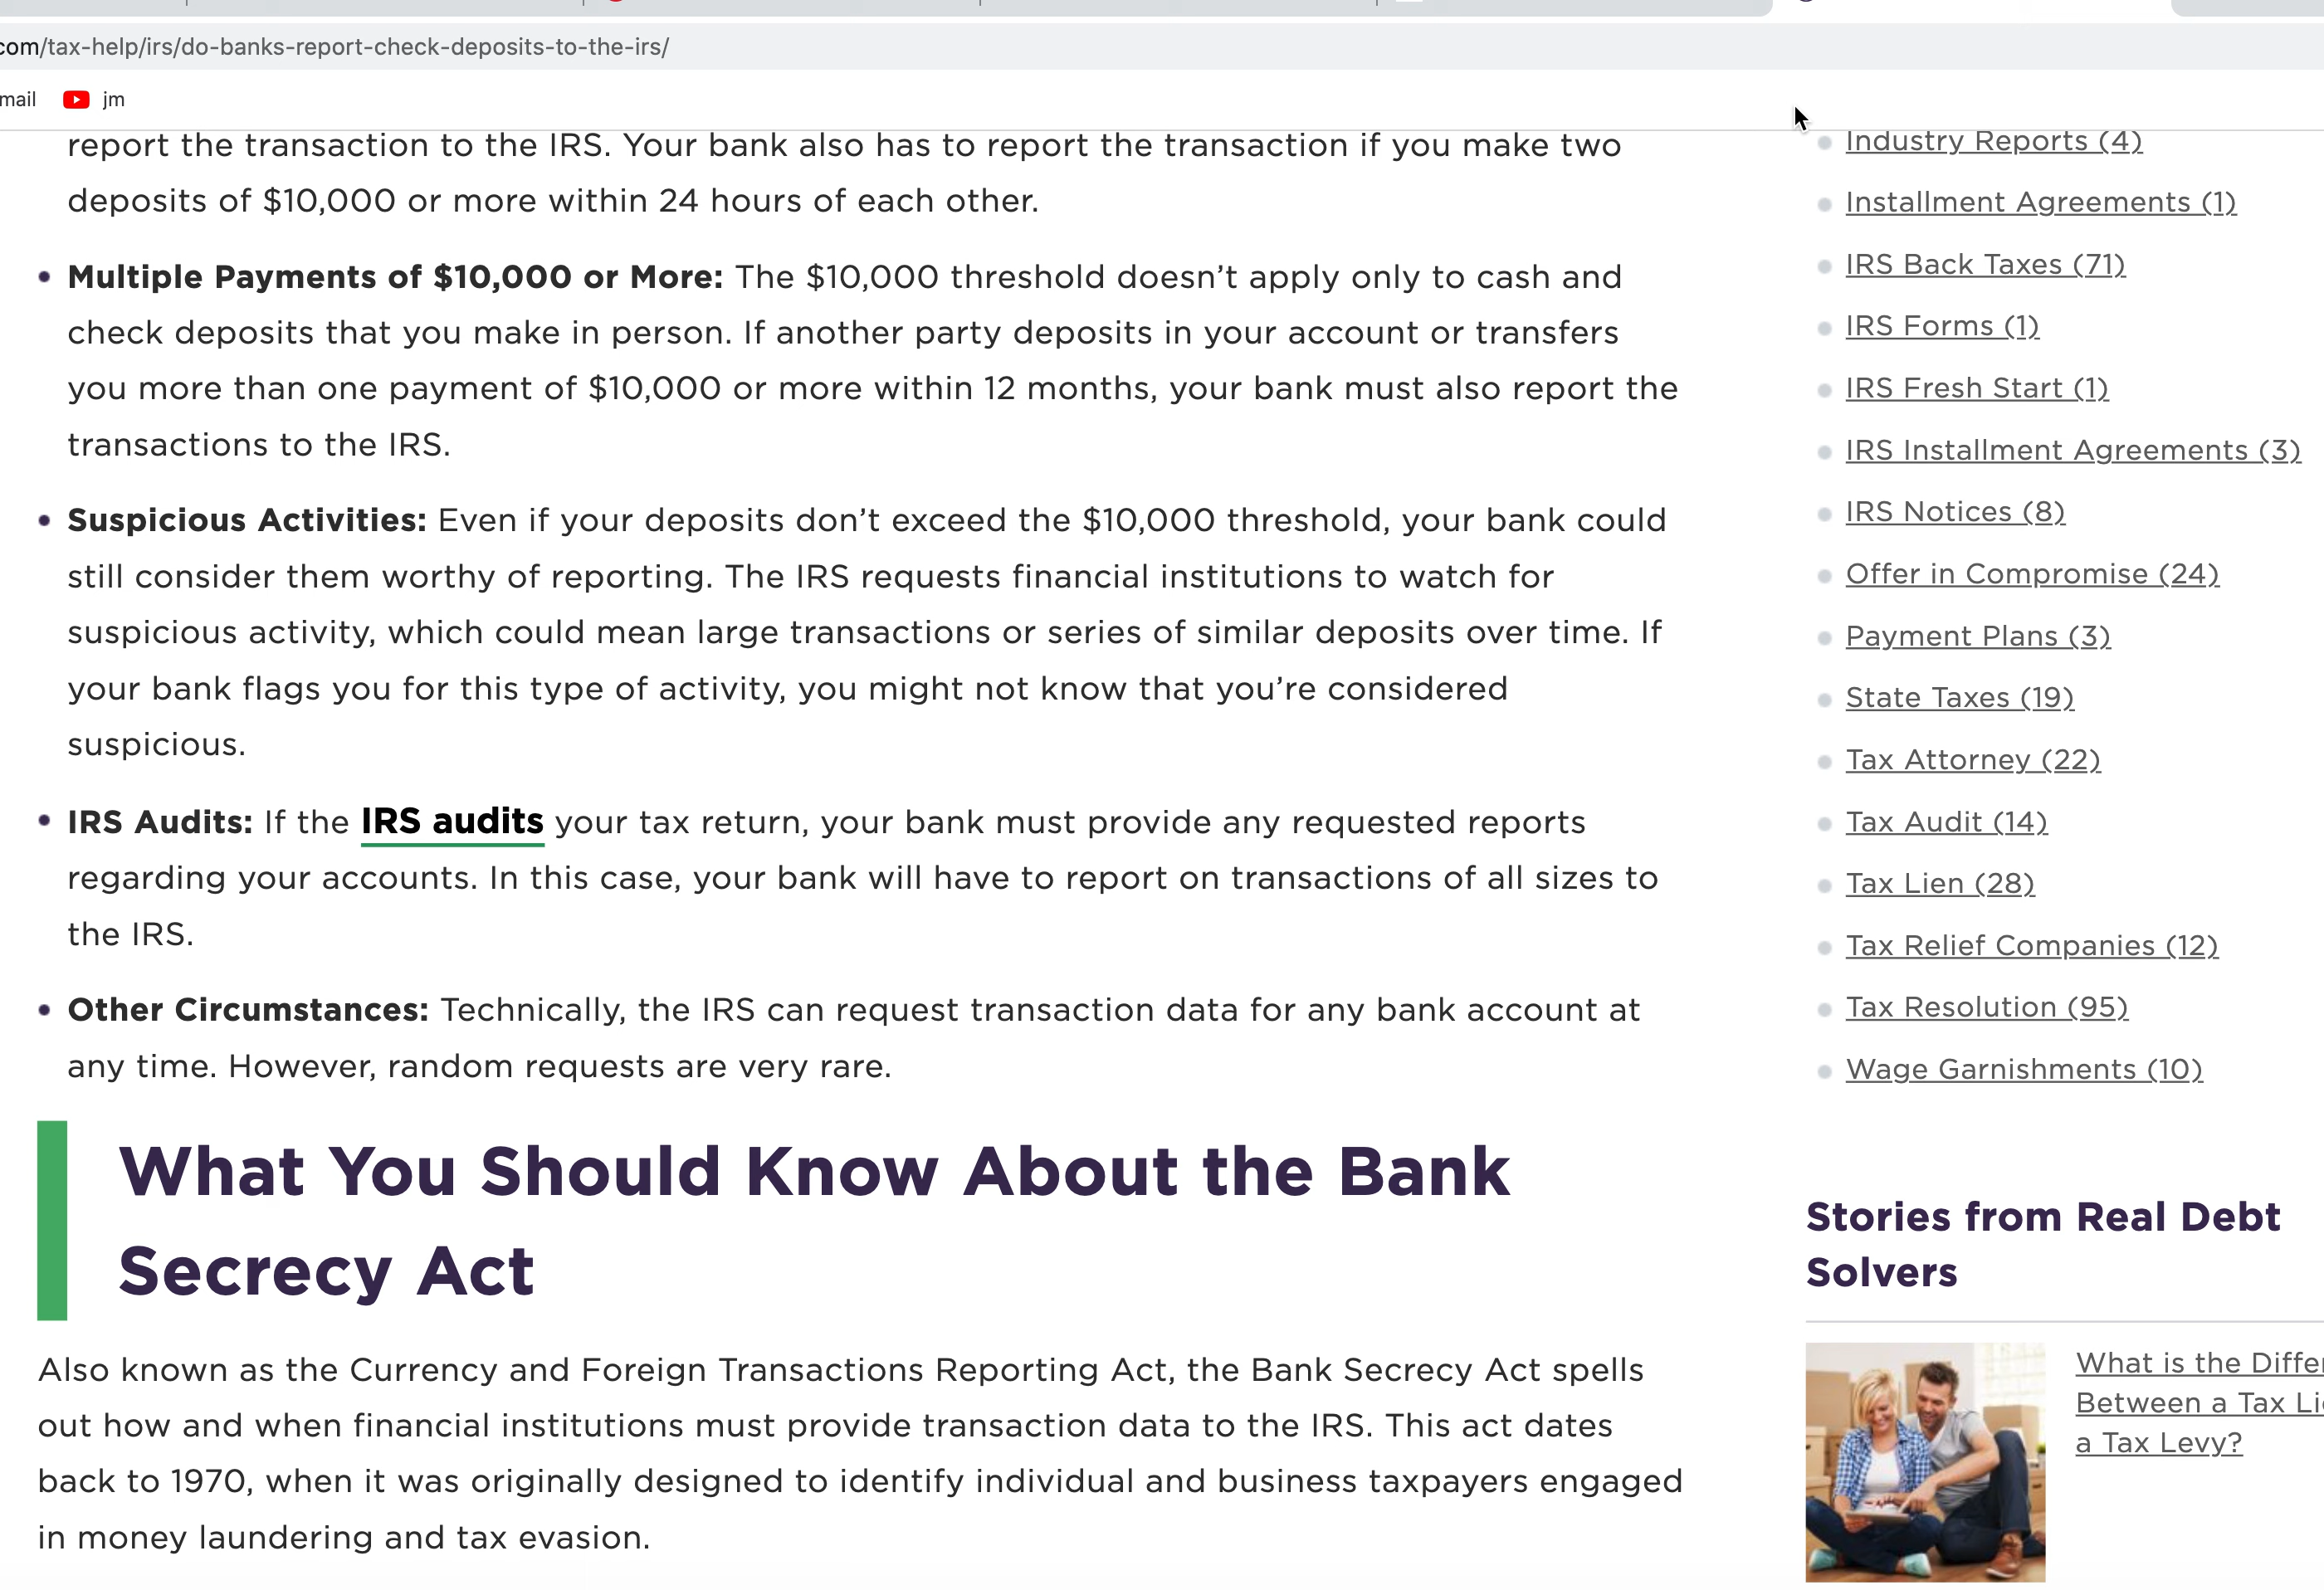 com/tax-help/irs/do-banks-report-check-deposits-to-the-irs/
mail jm
report the transaction to the IRS. Your bank also has to report the transaction if you make two
deposits of $10,000 or more within 24 hours of each other.
• Multiple Payments of $10,000 or More: The $10,000 threshold doesn’t apply only to cash and
check deposits that you make in person. If another party deposits in your account or transfers
you more than one payment of $10,000 or more within 12 months, your bank must also report the
transactions to the IRS.
• Suspicious Activities: Even if your deposits don’t exceed the $10,000 threshold, your bank could
still consider them worthy of reporting. The IRS requests financial institutions to watch for
suspicious activity, which could mean large transactions or series of similar deposits over time. If
your bank flags you for this type of activity, you might not know that you’re considered
suspicious.
• IRS Audits: If the IRS audits your tax return, your bank must provide any requested reports
regarding your accounts. In this case, your bank will have to report on transactions of all sizes to
the IRS.
• Other Circumstances: Technically, the IRS can request transaction data for any bank account at
any time. However, random requests are very rare.
What You Should Know About the Bank
Secrecy Act
Also known as the Currency and Foreign Transactions Reporting Act, the Bank Secrecy Act spells
out how and when financial institutions must provide transaction data to the IRS. This act dates
back to 1970, when it was originally designed to identify individual and business taxpayers engaged
in money laundering and tax evasion.
Industry Reports (4)
Installment Agreements (1)
IRS Back Taxes (71)
IRS Forms (1)
IRS Fresh Start (1)
IRS Installment Agreements (3)
IRS Notices (8)
Offer in Compromise (24)
Payment Plans (3)
State Taxes (19)
Tax Attorney (22)
Tax Audit (14)
Tax Lien (28)
Tax Relief Companies (12)
Tax Resolution (95)
Wage Garnishments (10)
Stories from Real Debt
Solvers
What is the
Between a Tax
a Tax Levy?